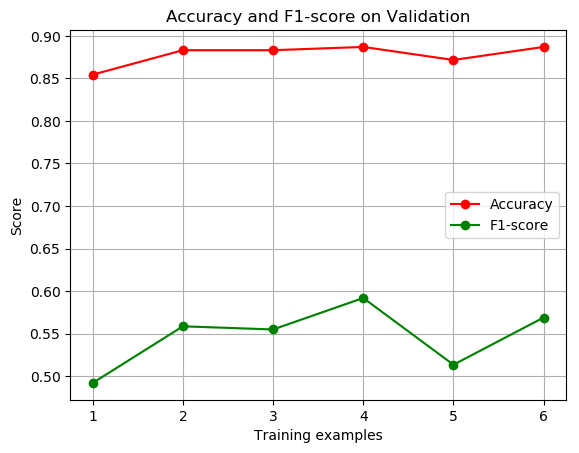 Accuracy and F1-score on Validation
0.90
0.85
0.80
0.75
0.70
0.65
0.60
0.55
0.50
Score
Accuracy
F1-score
1 2 3 4 5 6
Training examples